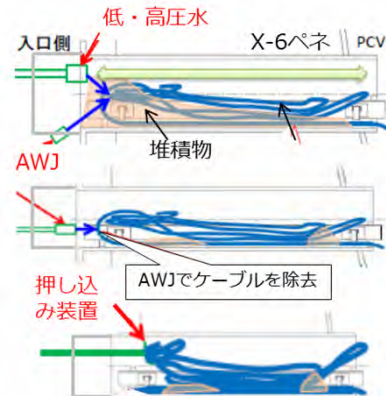 低・高圧水
入口側
X-6ペネ
PCV
堆積物
AWJ
AWJでケーブルを除去
押し込
み装置